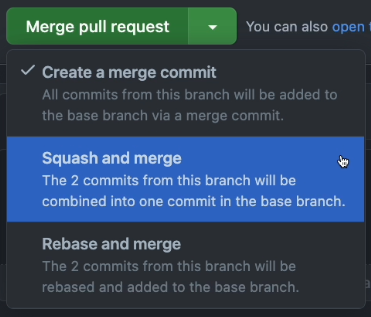 Merge pull request
You can also open
Create a merge commit
All commits from this branch will be added to
the base branch via a merge commit.
Squash and merge
The 2 commits from this branch will be
combined into one commit in the base branch.
Rebase and merge
The 2 commits from this branch will be
rebased and added to the base branch.